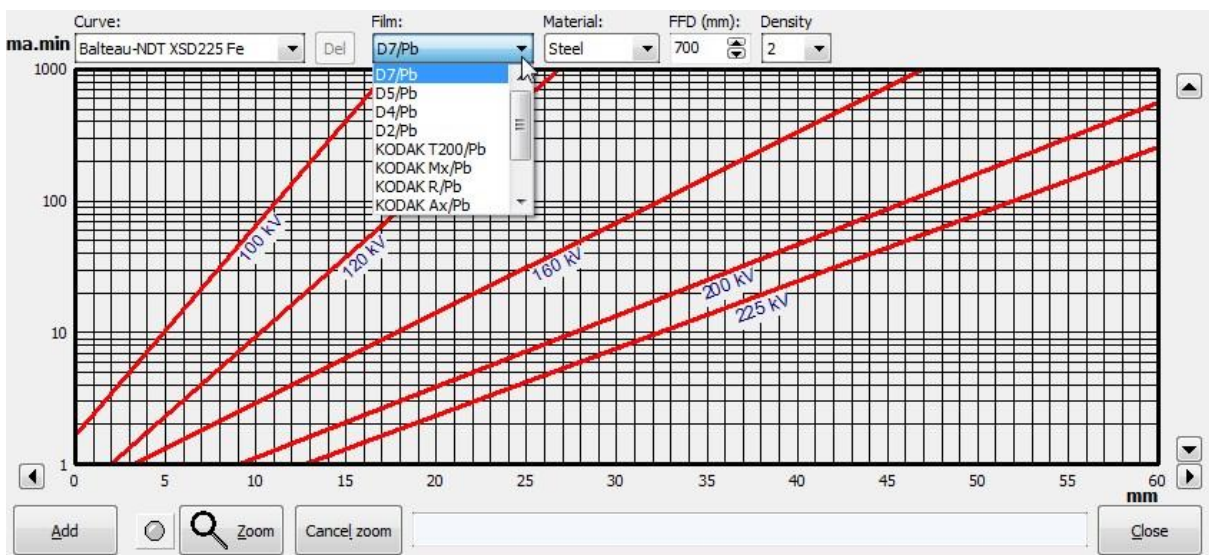 Curve: Film: Material: FFD (mm): Density
ma.min Balteau-NDT XSD225 Fe Del D7/Pb Steel 700 2
D7/Pb
D5/Pb
D4/Pb
D2/Pb
KODAK T200/Pb
KODAK Mx/Pb
KODAK R/Pb
KODAK Ax/Pb
1000
100
10
1
100 kV
120 kV
160 kV
200 kV
225 kV
0 5 10 15 20 25 30 35 40 45 50 55 60
mm
Add Zoom Cancel zoom Close